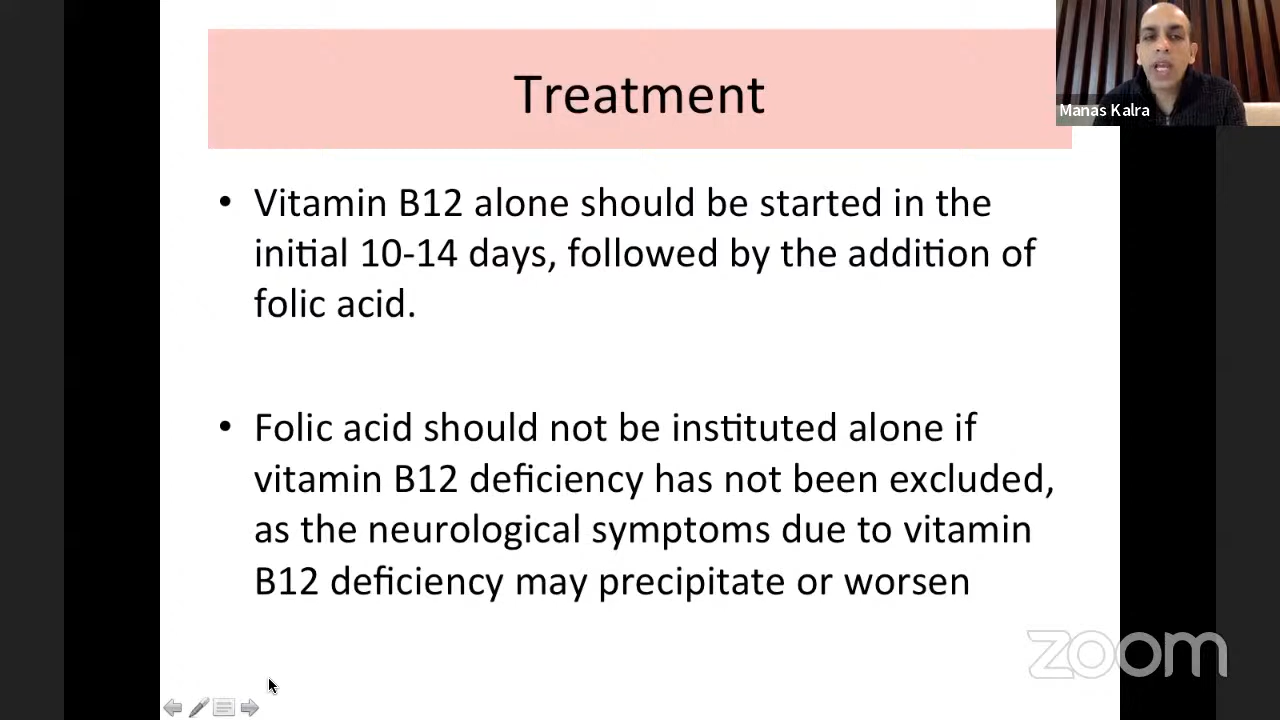 Treatment
Manas Kalra
• Vitamin B12 alone should be started in the
initial 10-14 days, followed by the addition of
folic acid.
• Folic acid should not be instituted alone if
vitamin B12 deficiency has not been excluded,
as the neurological symptoms due to vitamin
B12 deficiency may precipitate or worsen
zoom